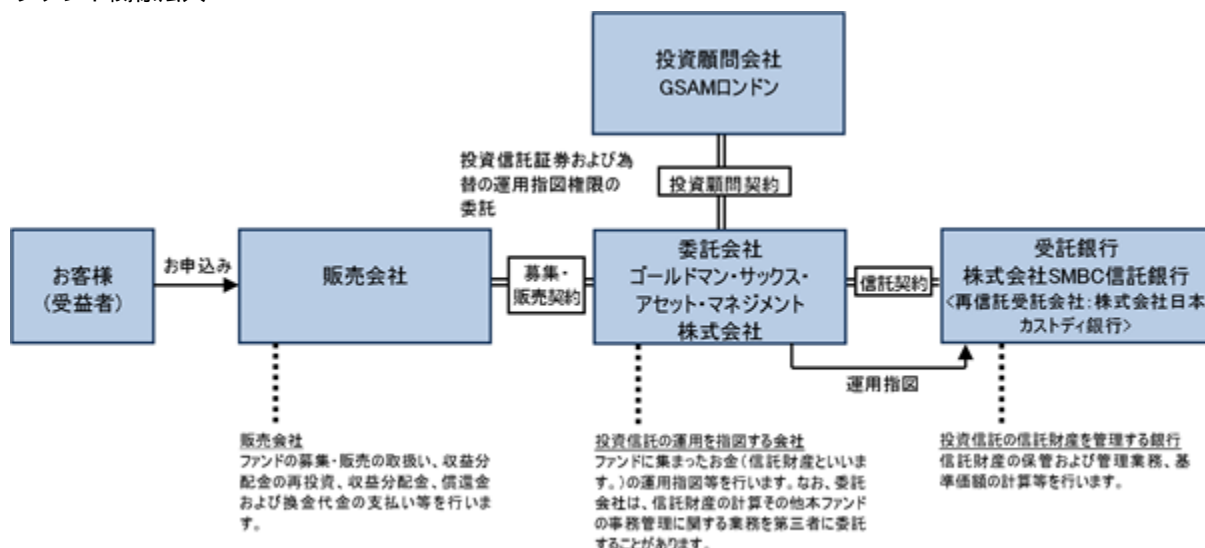 投資顧問会社
GSAMロンドン
投資信託証券および為
替の運用指図権限の
委託
投資顧問契約
お客様
(受益者)
お申込み
販売会社
募集・
販売契約
委託会社
ゴールドマン・サックス・
アセット・マネジメント
株式会社
信託契約
受託銀行
株式会社SMBC信託銀行
<再信託受託会社:株式会社日本
カストディ銀行>
運用指図
販売会社
ファンドの募集・販売の取扱い、収益分
配金の再投資、収益分配金、償還金
および換金代金の支払い等を行いま
す。
投資信託の運用を指図する会社
ファンドに集まったお金(信託財産といいま
す。)の運用指図等を行います。なお、委託
会社は、信託財産の計算その他本ファンド
の事務管理に関する業務を第三者に委託
することがあります。
投資信託の信託財産を管理する銀行
信託財産の保管および管理業務、基
準価額の計算等を行います。